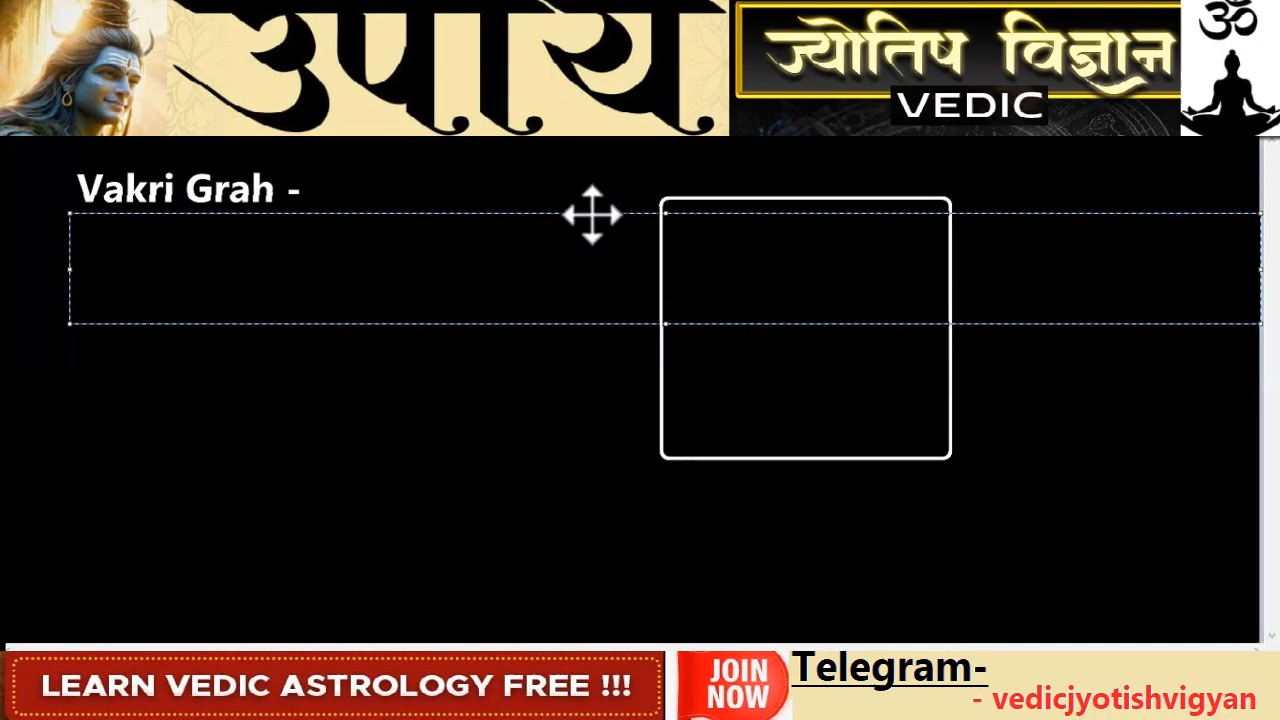 उपाय
ज्योतिष विज्ञान
VEDIC
ॐ
Vakri Grah -
LEARN VEDIC ASTROLOGY FREE !!!
JOIN
NOW
Telegram-
- vedicjyotishvigyan